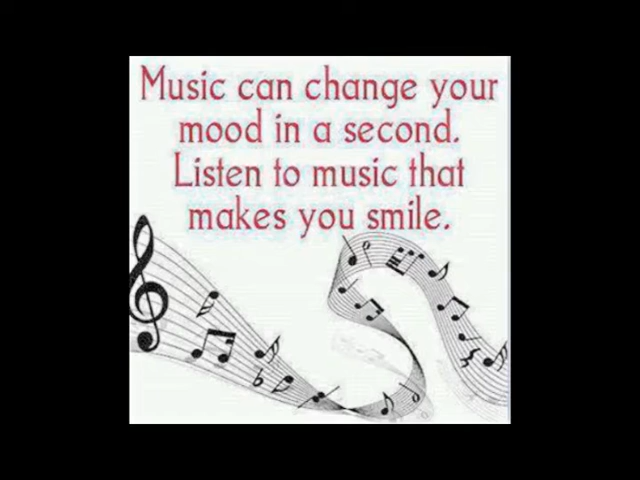 Music can change your
mood in a second.
Listen to music that
makes you smile.